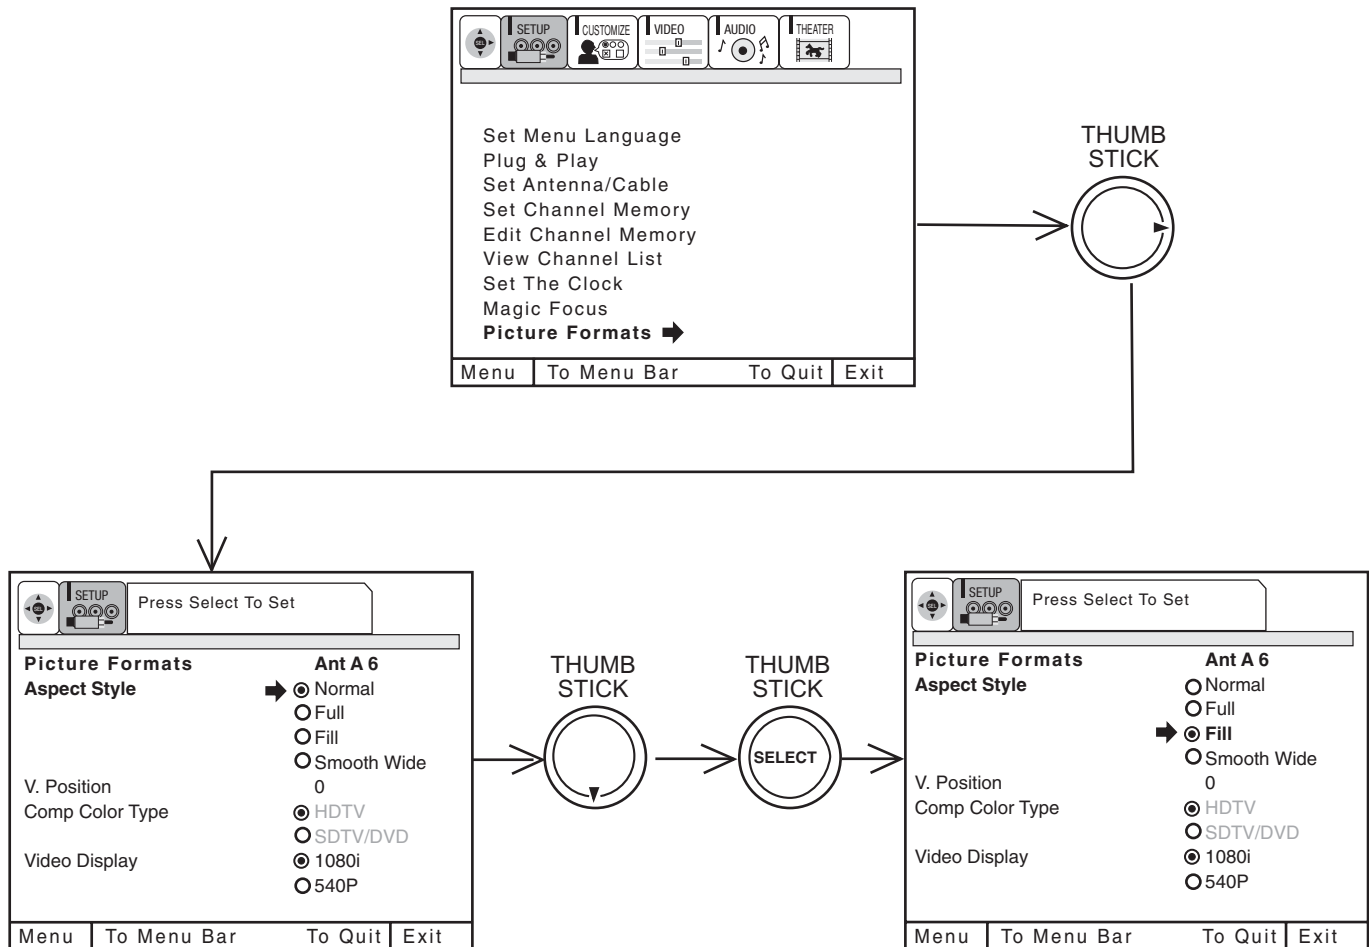 SEL SETUP CUSTOMIZE VIDEO AUDIO THEATER
Set Menu Language
Plug & Play
Set Antenna/Cable
Set Channel Memory
Edit Channel Memory
View Channel List
Set The Clock
Magic Focus
Picture Formats
Menu To Menu Bar To Quit Exit
THUMB
STICK
SEL SETUP Press Select To Set
Picture Formats Ant A 6
Aspect Style Normal
Full
Fill
Smooth Wide
V. Position 0
Comp Color Type HDTV
SDTV/DVD
Video Display 1080i
540P
Menu To Menu Bar To Quit Exit
THUMB
STICK
THUMB
STICK
SELECT
SEL SETUP Press Select To Set
Picture Formats Ant A 6
Aspect Style Normal
Full
Fill
Smooth Wide
V. Position 0
Comp Color Type HDTV
SDTV/DVD
Video Display 1080i
540P
Menu To Menu Bar To Quit Exit